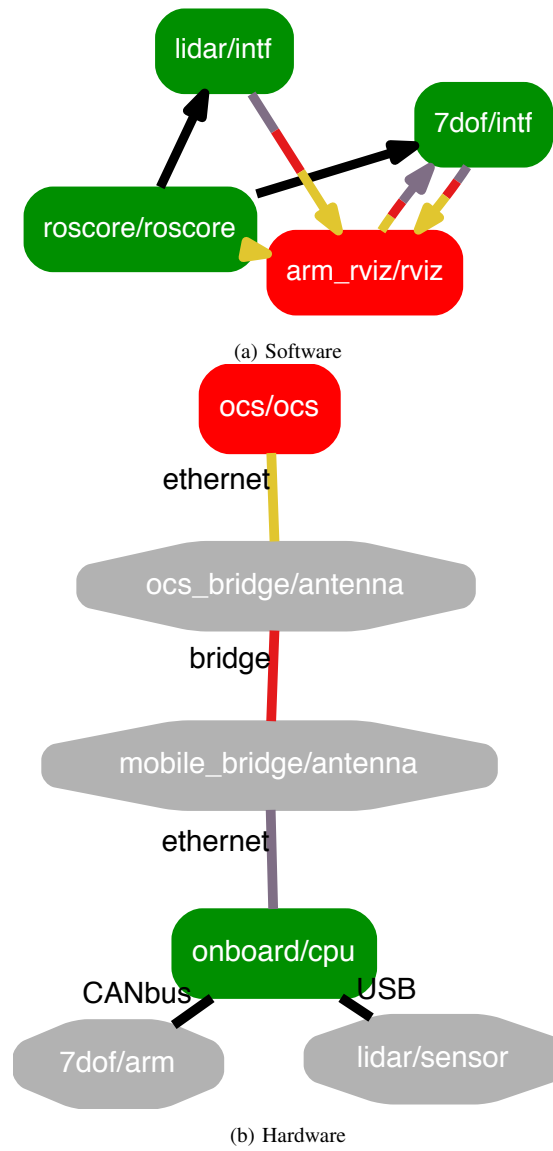 lidar/intf
7dof/intf
roscore/roscore
arm_rviz/rviz
(a) Software
ocs/ocs
ethernet
ocs_bridge/antenna
bridge
mobile_bridge/antenna
ethernet
onboard/cpu
CANbus
USB
7dof/arm
lidar/sensor
(b) Hardware